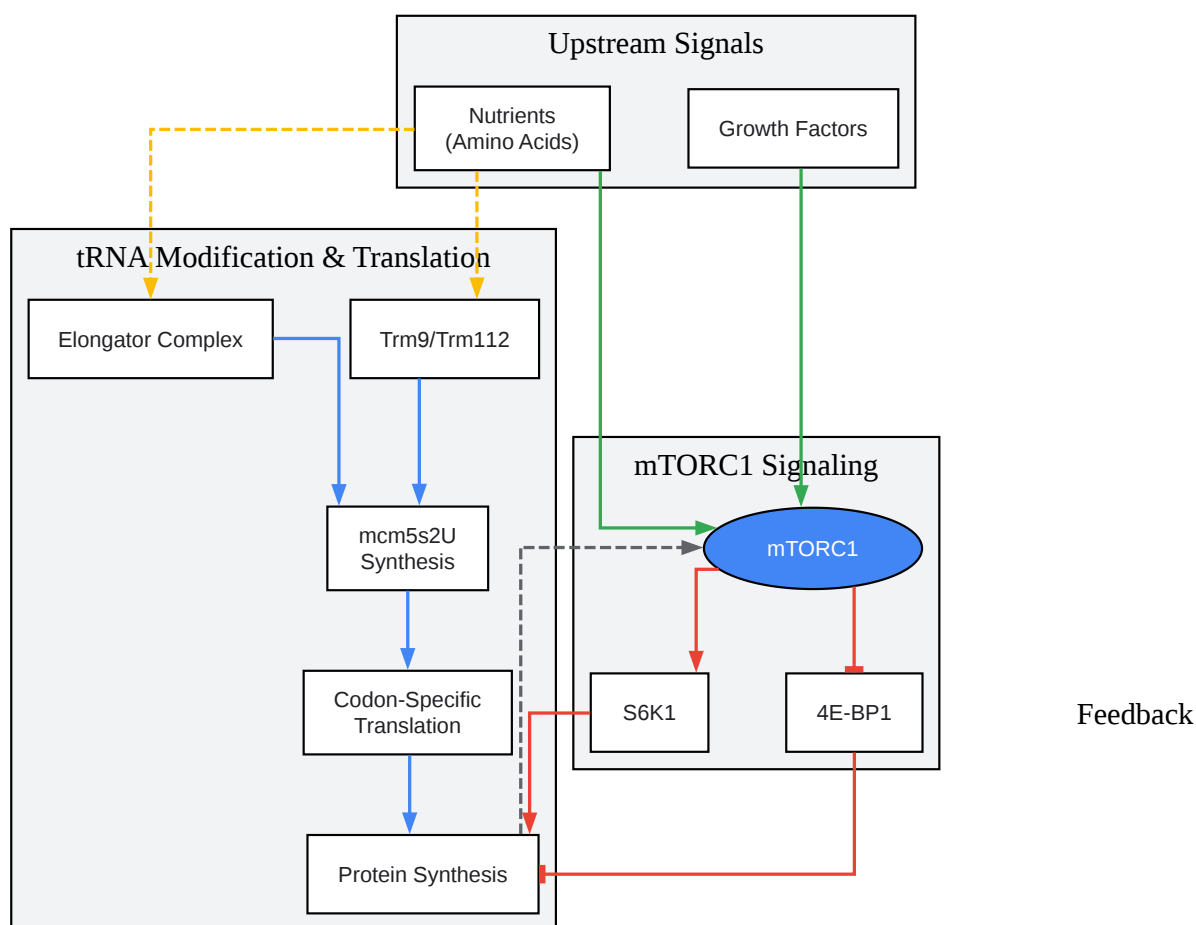 Upstream Signals
Nutrients
(Amino Acids)
Growth Factors
tRNA Modification & Translation
Elongator Complex
Trm9/Trm112
mTORC1 Signaling
mcm5s2U
Synthesis
mTORC1
Codon-Specific
Translation
S6K1
4E-BP1
Feedback
Protein Synthesis